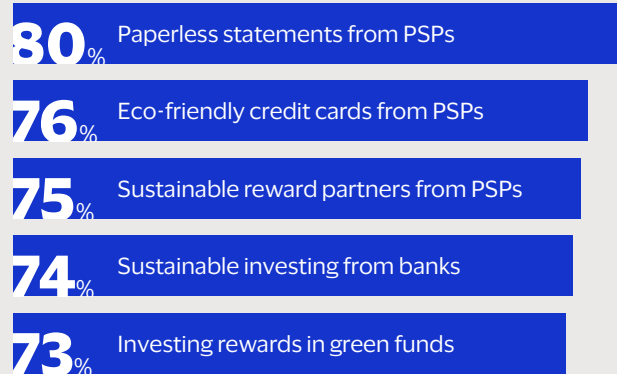 80% Paperless statements from PSPs
76% Eco-friendly credit cards from PSPs
75% Sustainable reward partners from PSPs
74% Sustainable investing from banks
73% Investing rewards in green funds